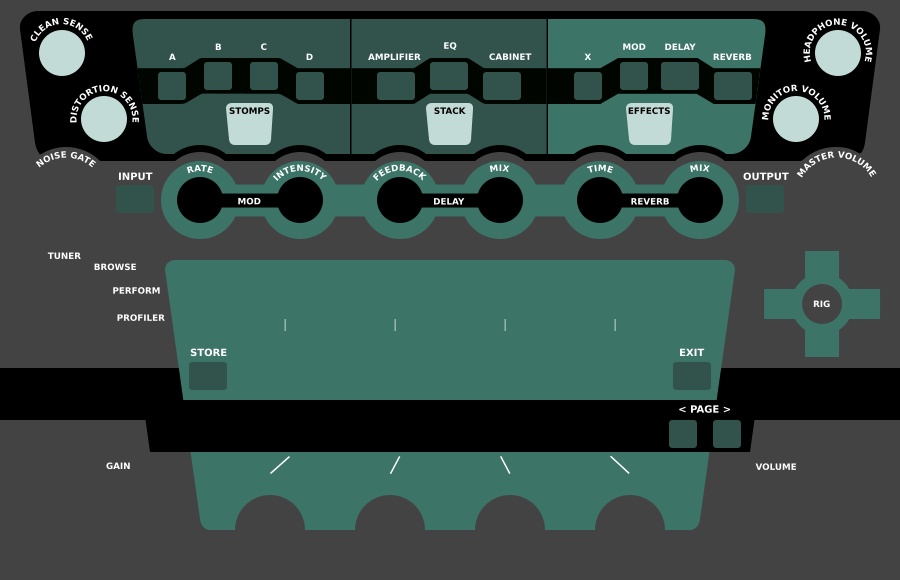 CLEAN SENSE
DISTORTION SENSE
NOISE GATE
A
B
C
D
STOMPS
AMPLIFIER
EQ
CABINET
STACK
X
MOD
DELAY
REVERB
EFFECTS
HEADPHONE VOLUME
MONITOR VOLUME
MASTER VOLUME
INPUT
RATE
INTENSITY
MOD
FEEDBACK
MIX
DELAY
TIME
MIX
REVERB
OUTPUT
TUNER
BROWSE
PERFORM
PROFILER
RIG
STORE
EXIT
< PAGE >
GAIN
VOLUME